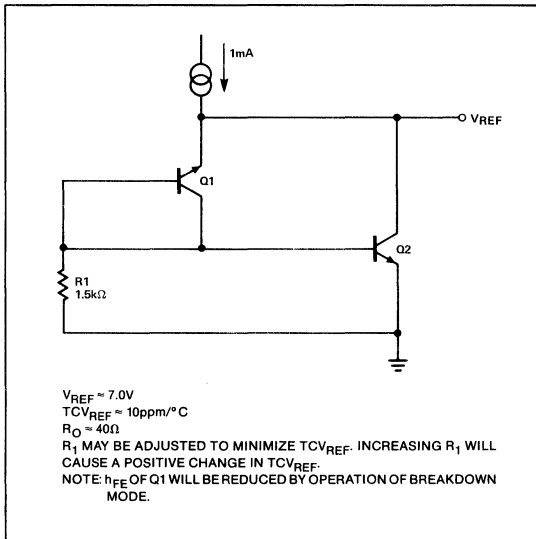 1mA
VREF
Q1
Q2
R1
1.5kΩ
VREF ≈ 7.0V
TCVREF ≈ 10ppm/°C
RO ≈ 40Ω
R1 MAY BE ADJUSTED TO MINIMIZE TCVREF. INCREASING R1 WILL
CAUSE A POSITIVE CHANGE IN TCVREF.
NOTE: hFE OF Q1 WILL BE REDUCED BY OPERATION OF BREAKDOWN
MODE.